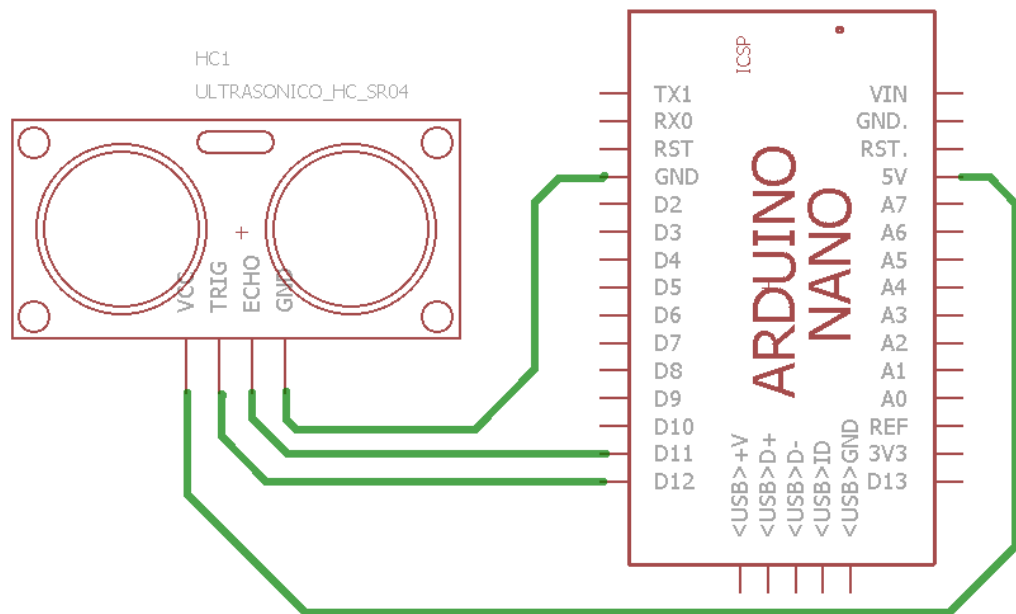 HC1
ULTRASONICO_HC_SR04
VCC
TRIG
ECHO
GND
ICSP
ARDUINO
NANO
TX1
RX0
RST
GND
D2
D3
D4
D5
D6
D7
D8
D9
D10
D11
D12
VIN
GND.
RST.
5V
A7
A6
A5
A4
A3
A2
A1
A0
REF
3V3
D13
<USB>+V
<USB>D+
<USB>D-
<USB>ID
<USB>GND